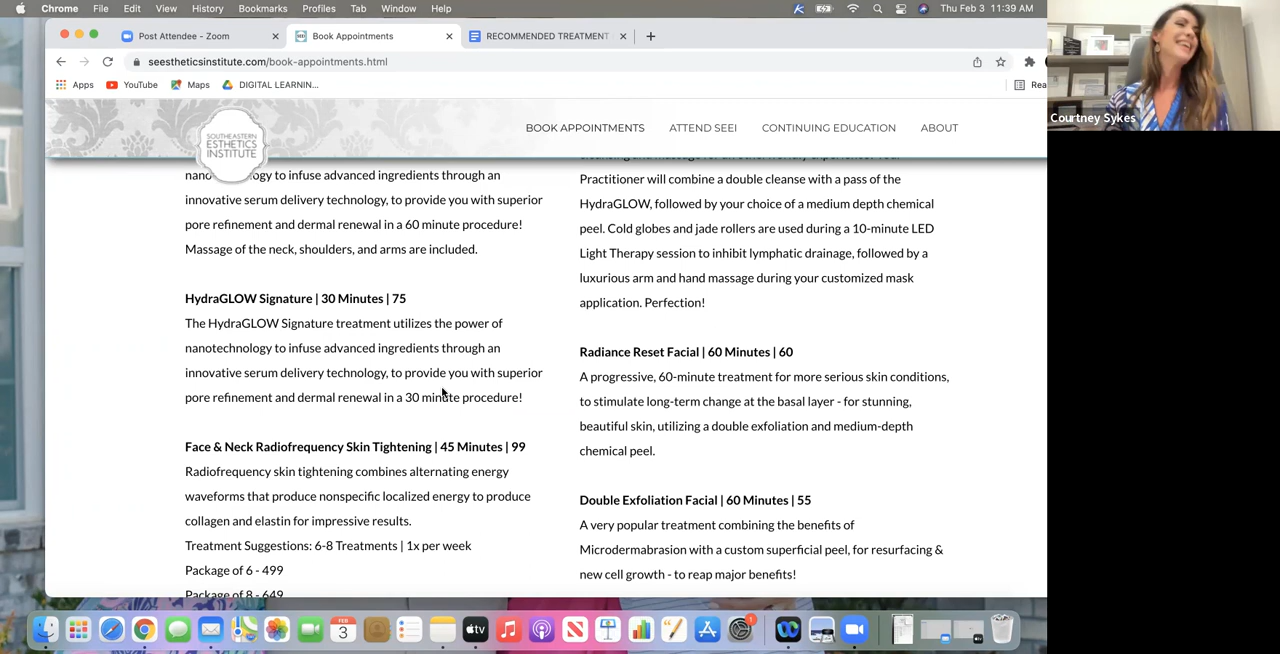 Chrome File Edit View History Bookmarks Profiles Tab Window Help
Thu Feb 3 11:39 AM
Post Attendee - Zoom
Book Appointments
RECOMMENDED TREATMENT
seestheticsinstitute.com/book-appointments.html
Apps YouTube Maps DIGITAL LEARNIN...
Rea
Courtney Sykes
SOUTHEASTERN
ESTHETICS
INSTITUTE
BOOK APPOINTMENTS ATTEND SEEI CONTINUING EDUCATION ABOUT
to infuse advanced ingredients through an
innovative serum delivery technology, to provide you with superior
pore refinement and dermal renewal in a 60 minute procedure!
Massage of the neck, shoulders, and arms are included.
HydraGLOW Signature | 30 Minutes | 75
The HydraGLOW Signature treatment utilizes the power of
nanotechnology to infuse advanced ingredients through an
innovative serum delivery technology, to provide you with superior
pore refinement and dermal renewal in a 30 minute procedure!
Face & Neck Radiofrequency Skin Tightening | 45 Minutes | 99
Radiofrequency skin tightening combines alternating energy
waveforms that produce nonspecific localized energy to produce
collagen and elastin for impressive results.
Treatment Suggestions: 6-8 Treatments | 1x per week
Package of 6 - 499
Package of 8 - 649
Practitioner will combine a double cleanse with a pass of the
HydraGLOW, followed by your choice of a medium depth chemical
peel. Cold globes and jade rollers are used during a 10-minute LED
Light Therapy session to inhibit lymphatic drainage, followed by a
luxurious arm and hand massage during your customized mask
application. Perfection!
Radiance Reset Facial | 60 Minutes | 60
A progressive, 60-minute treatment for more serious skin conditions,
to stimulate long-term change at the basal layer - for stunning,
beautiful skin, utilizing a double exfoliation and medium-depth
chemical peel.
Double Exfoliation Facial | 60 Minutes | 55
A very popular treatment combining the benefits of
Microdermabrasion with a custom superficial peel, for resurfacing &
new cell growth - to reap major benefits!
FEB
3
tv
1